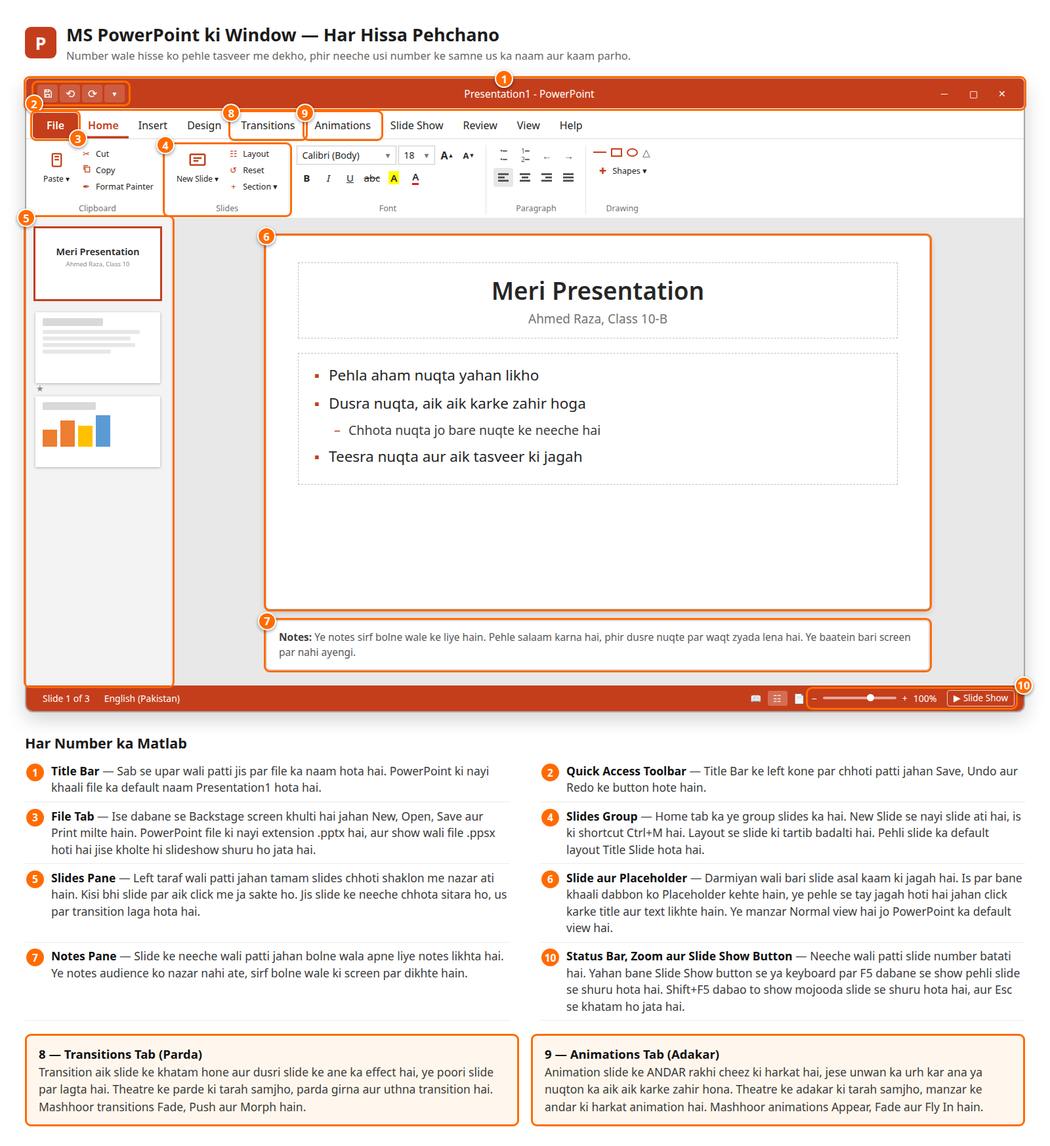 P
MS PowerPoint ki Window — Har Hissa Pehchano
Number wale hisse ko pehle tasveer me dekho, phir neeche usi number ke samne us ka naam aur kaam parho.
1
Presentation1 - PowerPoint
2
File
Home
Insert
Design
8
Transitions
9
Animations
Slide Show
Review
View
Help
3
4
Paste ▾
Cut
Copy
Format Painter
Clipboard
New Slide ▾
Layout
Reset
Section ▾
Slides
Calibri (Body) ▾
18 ▾
A▲
A▼
B I U abc A A
Font
Paragraph
Shapes ▾
Drawing
5
Meri Presentation
Ahmed Raza, Class 10
6
Meri Presentation
Ahmed Raza, Class 10-B
▪ Pehla aham nuqta yahan likho
▪ Dusra nuqta, aik aik karke zahir hoga
– Chhota nuqta jo bare nuqte ke neeche hai
▪ Teesra nuqta aur aik tasveer ki jagah
7
Notes: Ye notes sirf bolne wale ke liye hain. Pehle salaam karna hai, phir dusre nuqte par waqt zyada lena hai. Ye baatein bari screen
par nahi ayengi.
Slide 1 of 3
English (Pakistan)
– + 100%
▶ Slide Show
10
Har Number ka Matlab
1 Title Bar — Sab se upar wali patti jis par file ka naam hota hai. PowerPoint ki nayi
khaali file ka default naam Presentation1 hota hai.
2 Quick Access Toolbar — Title Bar ke left kone par chhoti patti jahan Save, Undo aur
Redo ke button hote hain.
3 File Tab — Ise dabane se Backstage screen khulti hai jahan New, Open, Save aur
Print milte hain. PowerPoint file ki nayi extension .pptx hai, aur show wali file .ppsx
hoti hai jise kholte hi slideshow shuru ho jata hai.
4 Slides Group — Home tab ka ye group slides ka hai. New Slide se nayi slide ati hai, is
ki shortcut Ctrl+M hai. Layout se slide ki tartib badalti hai. Pehli slide ka default
layout Title Slide hota hai.
5 Slides Pane — Left taraf wali patti jahan tamam slides chhoti shaklon me nazar ati
hain. Kisi bhi slide par aik click me ja sakte ho. Jis slide ke neeche chhota sitara ho, us
par transition laga hota hai.
6 Slide aur Placeholder — Darmiyan wali bari slide asal kaam ki jagah hai. Is par bane
khaali dabbon ko Placeholder kehte hain, ye pehle se tay jagah hoti hai jahan click
karke title aur text likhte hain. Ye manzar Normal view hai jo PowerPoint ka default
view hai.
7 Notes Pane — Slide ke neeche wali patti jahan bolne wala apne liye notes likhta hai.
Ye notes audience ko nazar nahi ate, sirf bolne wale ki screen par dikhte hain.
10 Status Bar, Zoom aur Slide Show Button — Neeche wali patti slide number batati
hai. Yahan bane Slide Show button se ya keyboard par F5 dabane se show pehli slide
se shuru hota hai. Shift+F5 dabao to show mojooda slide se shuru hota hai, aur Esc
se khatam ho jata hai.
8 — Transitions Tab (Parda)
Transition aik slide ke khatam hone aur dusri slide ke ane ka effect hai, ye poori slide
par lagta hai. Theatre ke parde ki tarah samjho, parda girna aur uthna transition hai.
Mashhoor transitions Fade, Push aur Morph hain.
9 — Animations Tab (Adakar)
Animation slide ke ANDAR rakhi cheez ki harkat hai, jese unwan ka urh kar ana ya
nuqton ka aik aik karke zahir hona. Theatre ke adakar ki tarah samjho, manzar ke
andar ki harkat animation hai. Mashhoor animations Appear, Fade aur Fly In hain.